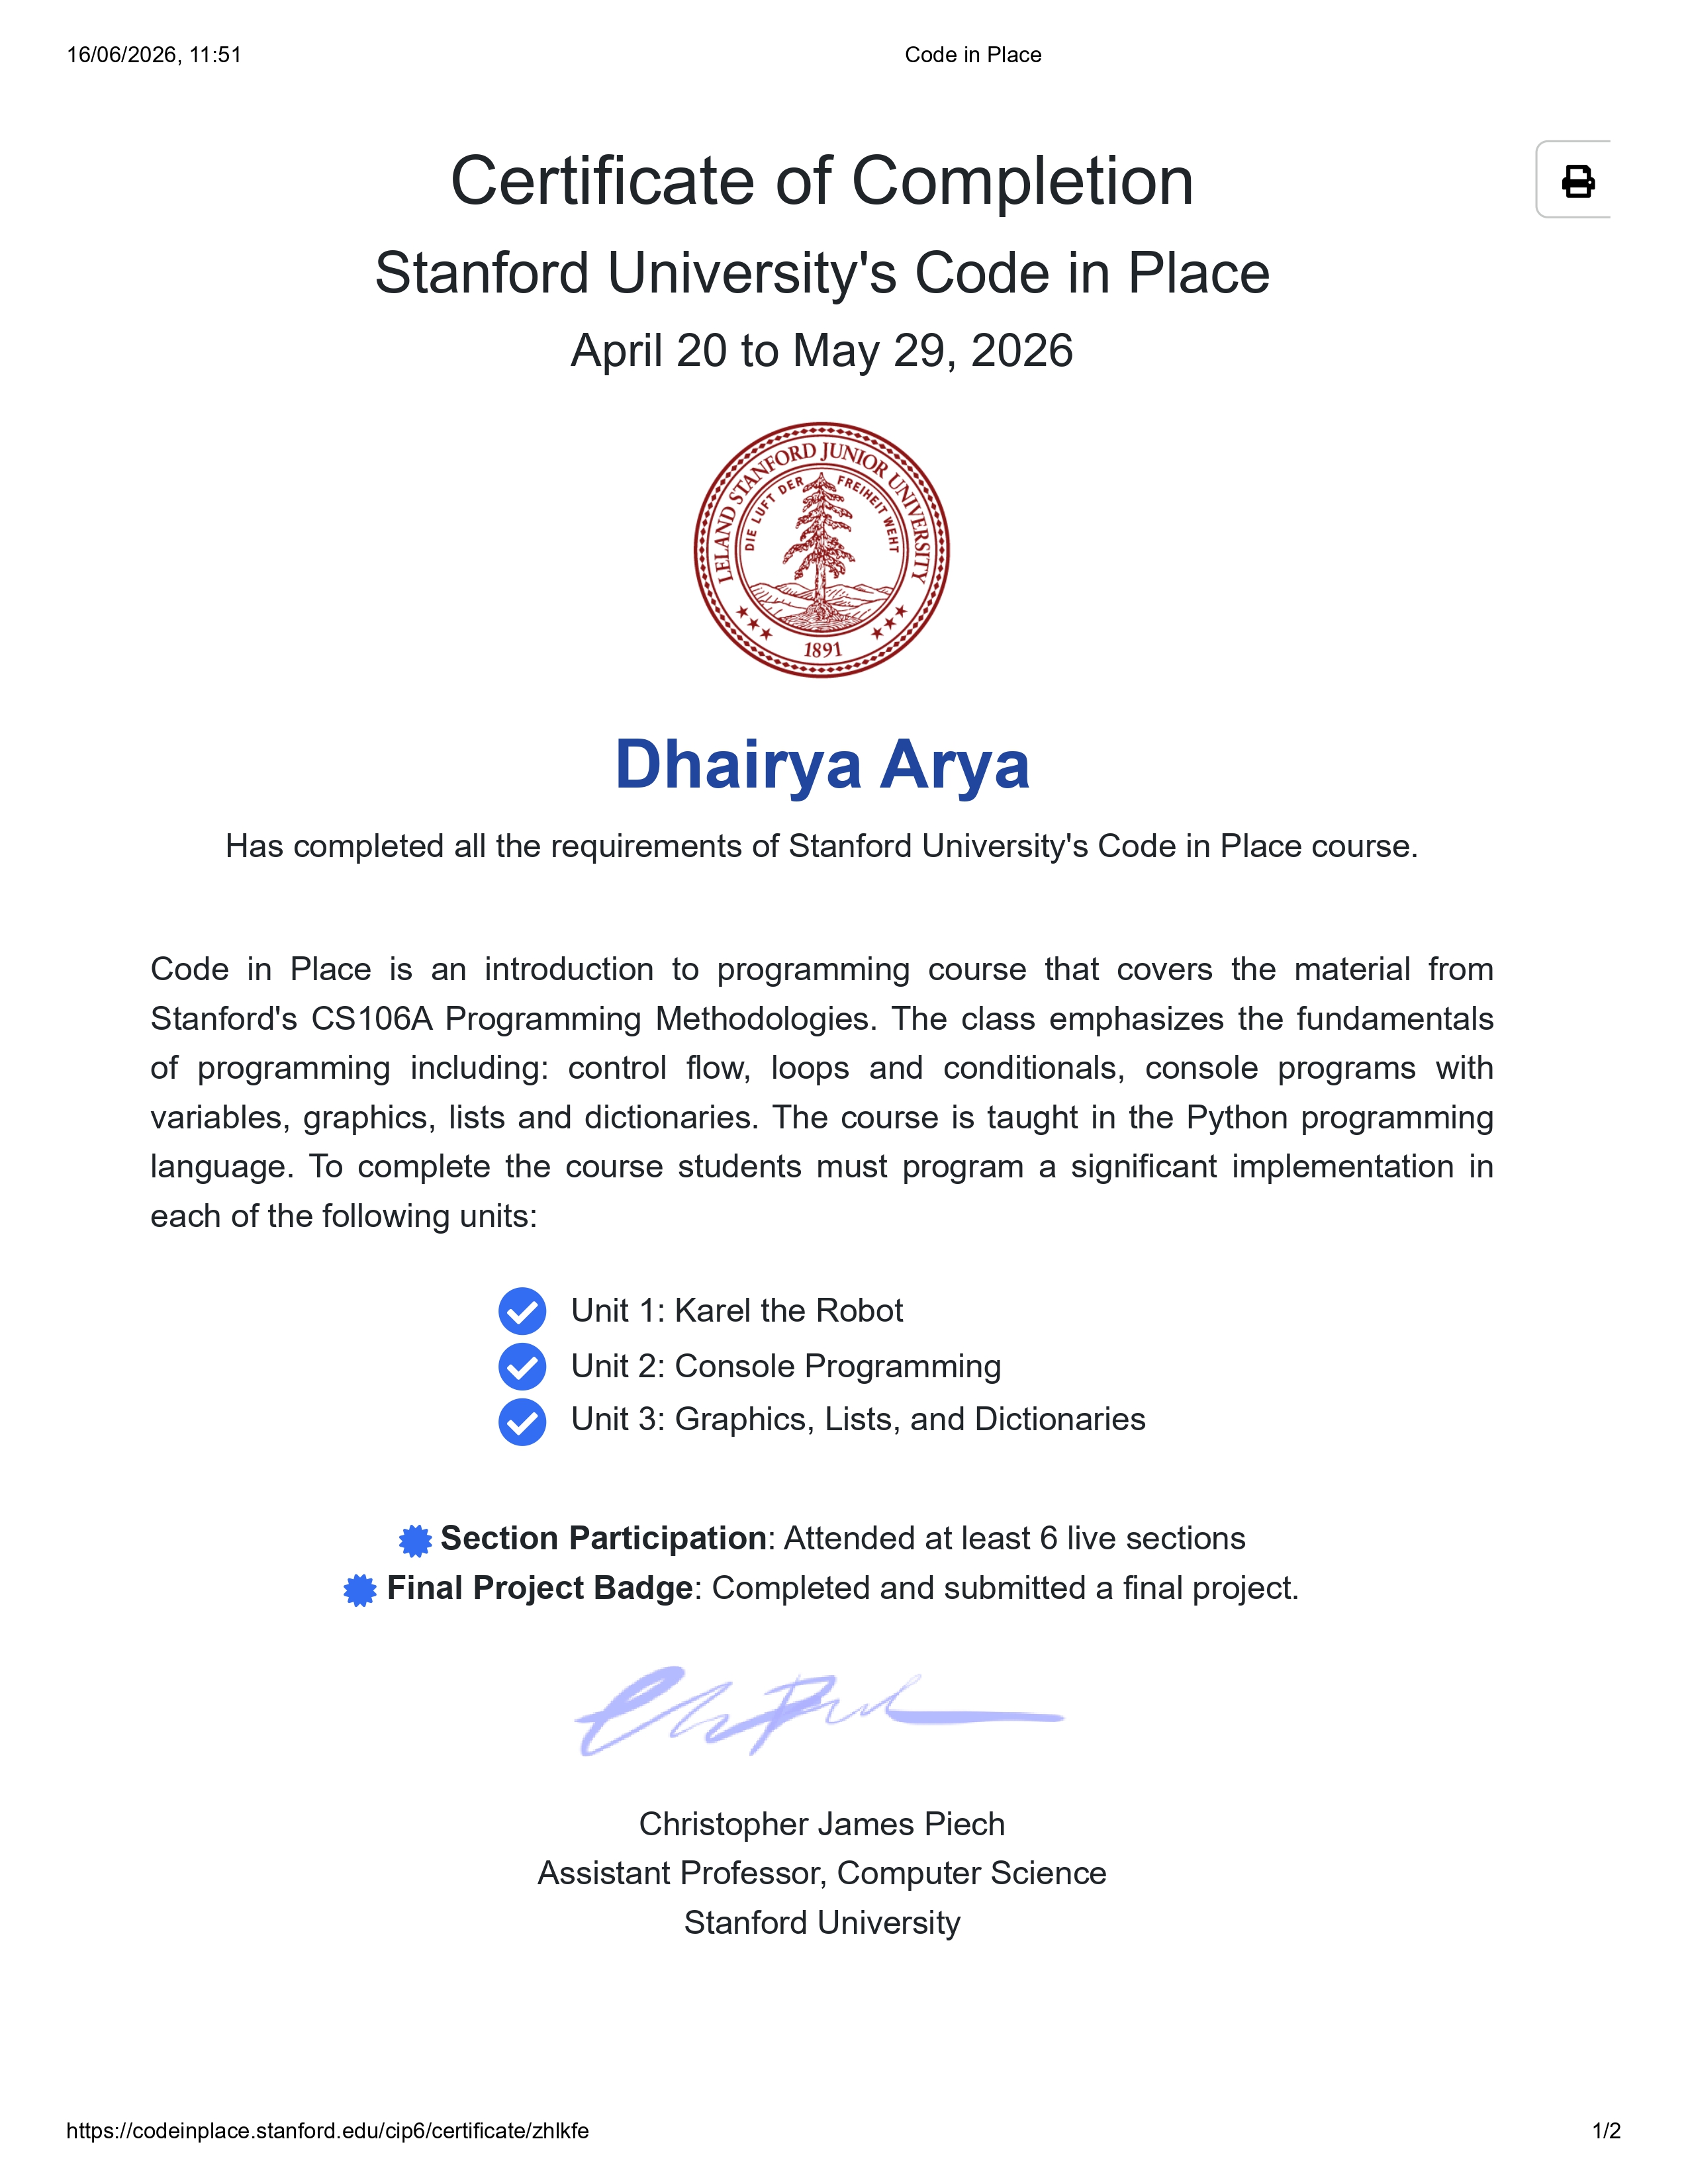 16/06/2026, 11:51
Code in Place
Certificate of Completion
Stanford University's Code in Place
April 20 to May 29, 2026
LELAND STANFORD JUNIOR UNIVERSITY
DIE LUFT DER FREIHEIT WEHT
1891
Dhairya Arya
Has completed all the requirements of Stanford University's Code in Place course.
Code in Place is an introduction to programming course that covers the material from
Stanford's CS106A Programming Methodologies. The class emphasizes the fundamentals
of programming including: control flow, loops and conditionals, console programs with
variables, graphics, lists and dictionaries. The course is taught in the Python programming
language. To complete the course students must program a significant implementation in
each of the following units:
Unit 1: Karel the Robot
Unit 2: Console Programming
Unit 3: Graphics, Lists, and Dictionaries
Section Participation: Attended at least 6 live sections
Final Project Badge: Completed and submitted a final project.
Christopher James Piech
Assistant Professor, Computer Science
Stanford University
https://codeinplace.stanford.edu/cip6/certificate/zhlkfe
1/2